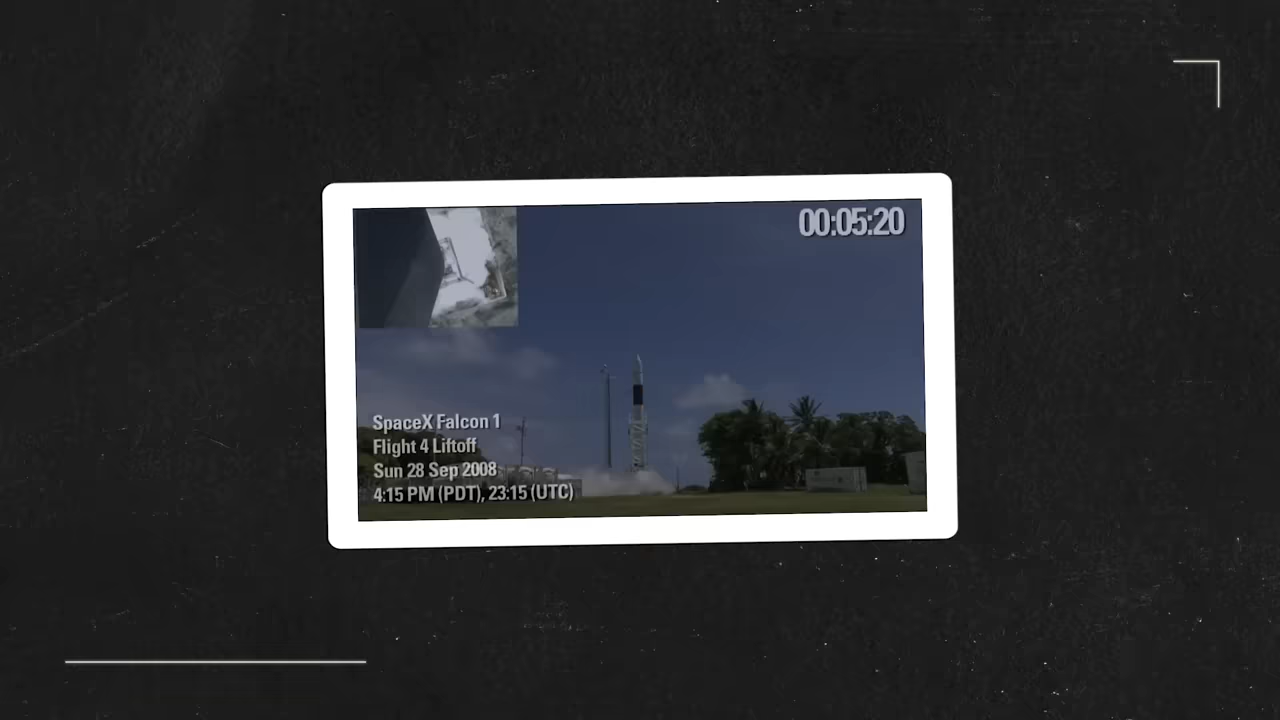 00:05:20
SpaceX Falcon 1
Flight 4 Liftoff
Sun 28 Sep 2008
4:15 PM (PDT), 23:15 (UTC)